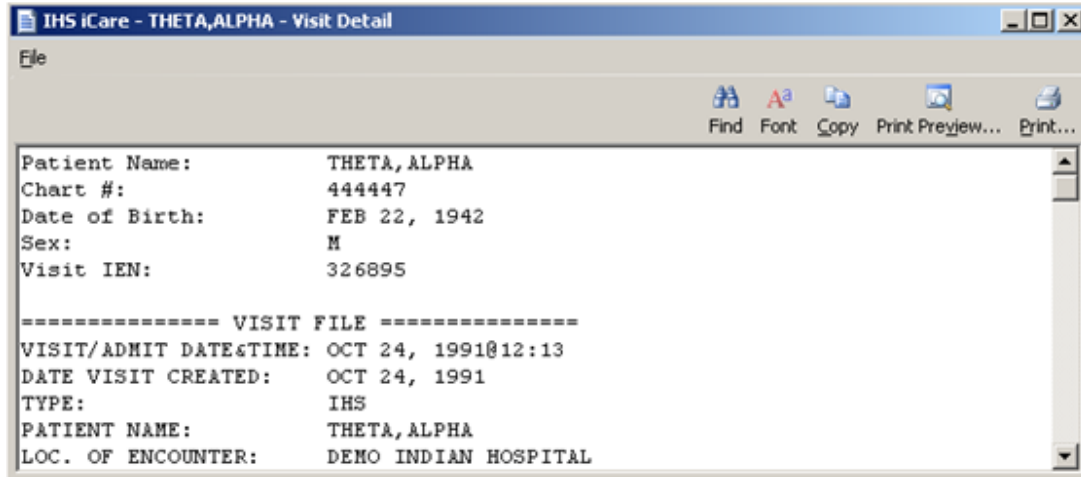 IHS iCare - THETA,ALPHA - Visit Detail
File
Find Font Copy Print Preview... Print...
Patient Name: THETA,ALPHA
Chart #: 444447
Date of Birth: FEB 22, 1942
Sex: M
Visit IEN: 326895
=============== VISIT FILE ===============
VISIT/ADMIT DATE&TIME: OCT 24, 1991@12:13
DATE VISIT CREATED: OCT 24, 1991
TYPE: IHS
PATIENT NAME: THETA,ALPHA
LOC. OF ENCOUNTER: DEMO INDIAN HOSPITAL